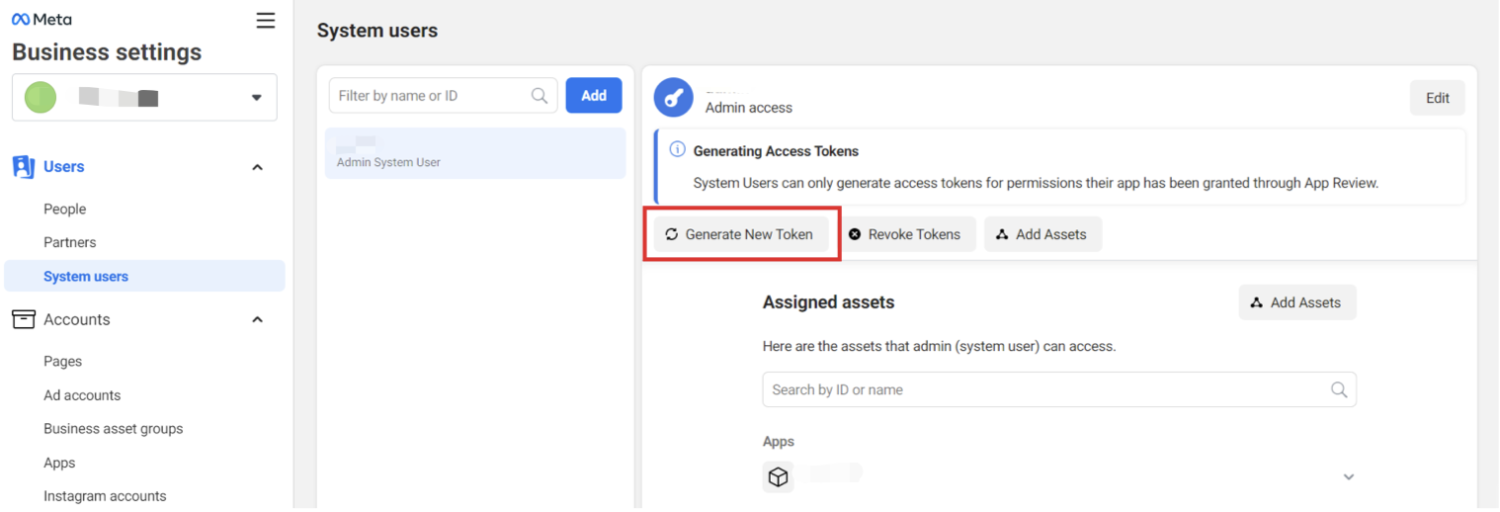 Meta
Business settings
Users
People
Partners
System users
Accounts
Pages
Ad accounts
Business asset groups
Apps
Instagram accounts
System users
Filter by name or ID
Add
Admin System User
Admin access
Edit
Generating Access Tokens
System Users can only generate access tokens for permissions their app has been granted through App Review.
Generate New Token
Revoke Tokens
Add Assets
Assigned assets
Add Assets
Here are the assets that admin (system user) can access.
Search by ID or name
Apps